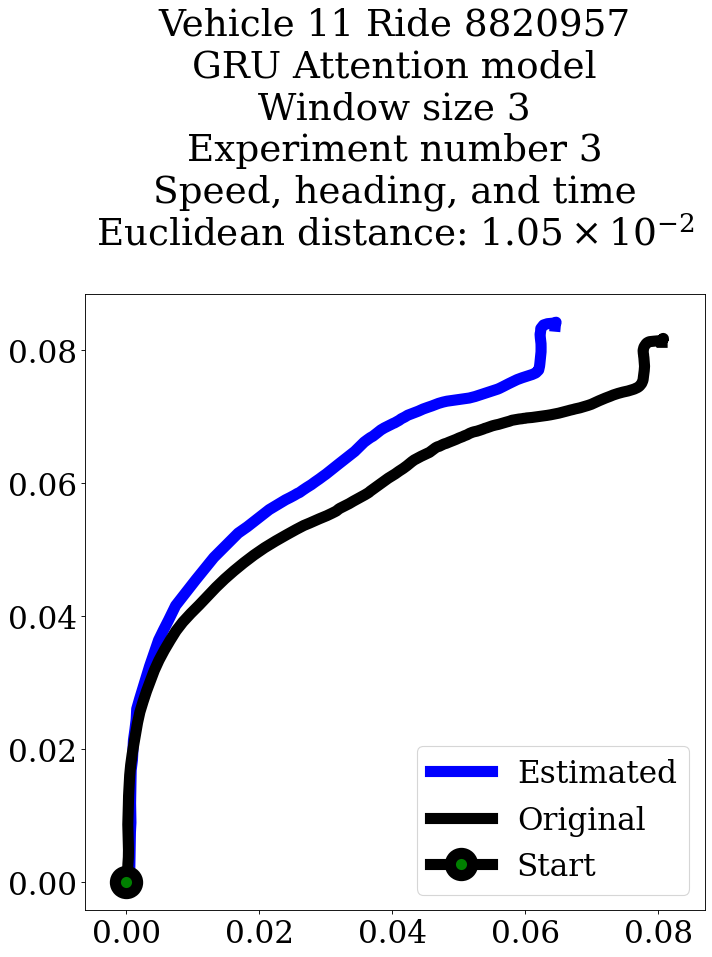 Vehicle 11 Ride 8820957
GRU Attention model
Window size 3
Experiment number 3
Speed, heading, and time
Euclidean distance: 1.05 × 10⁻²
0.08
0.06
0.04
0.02
0.00
Estimated
Original
Start
0.00 0.02 0.04 0.06 0.08